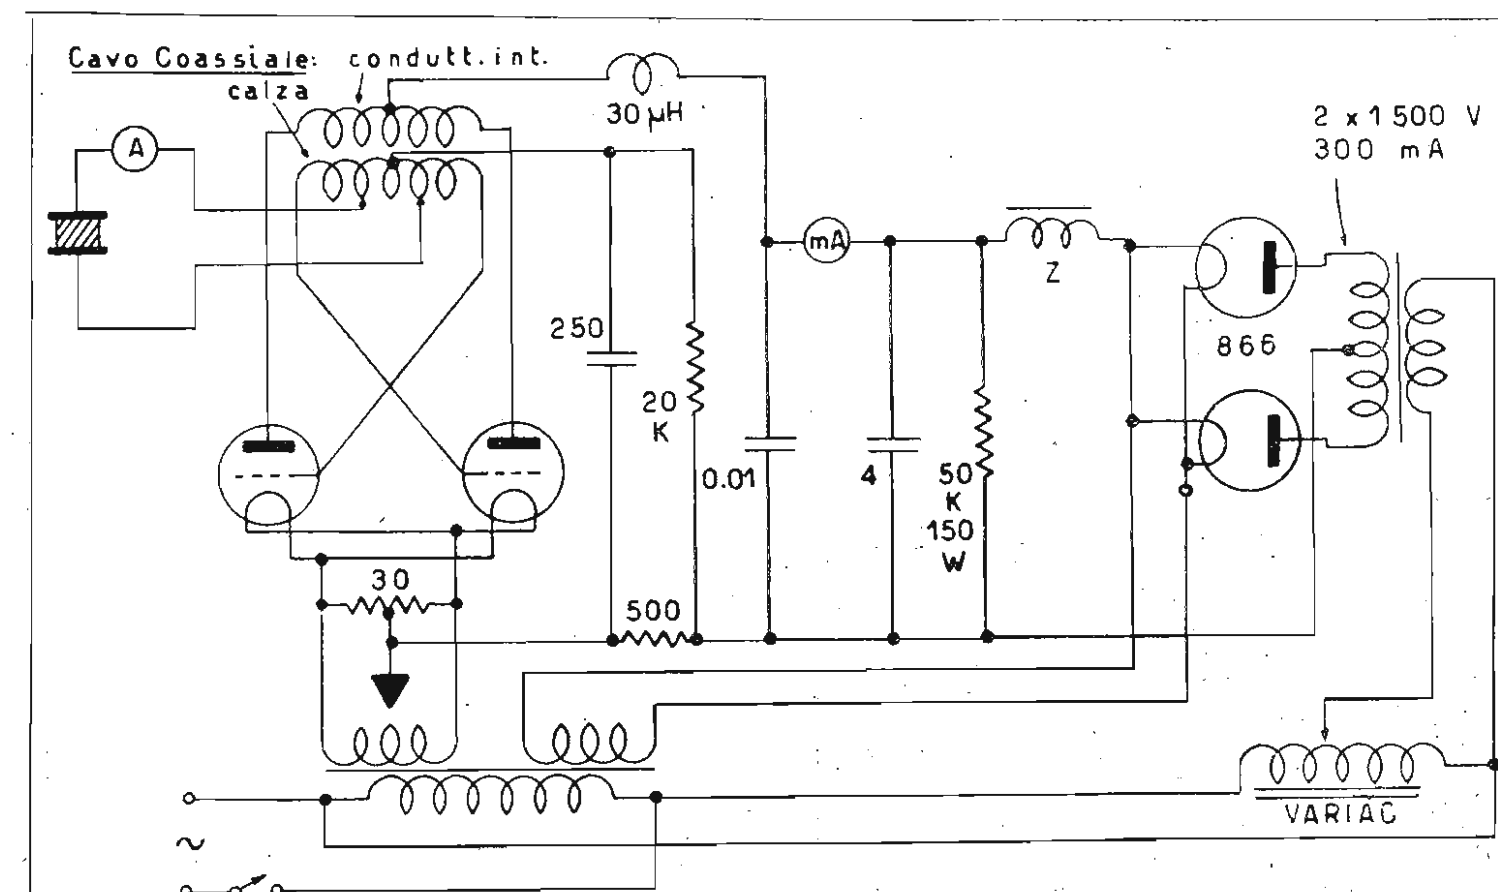 Cavo Coassiale: condutt.int.
calza
A
30 µH
2 x 1500 V
300 mA
mA
Z
866
250
20
K
0.01
4
50
K
150
W
30
500
VARIAC
~